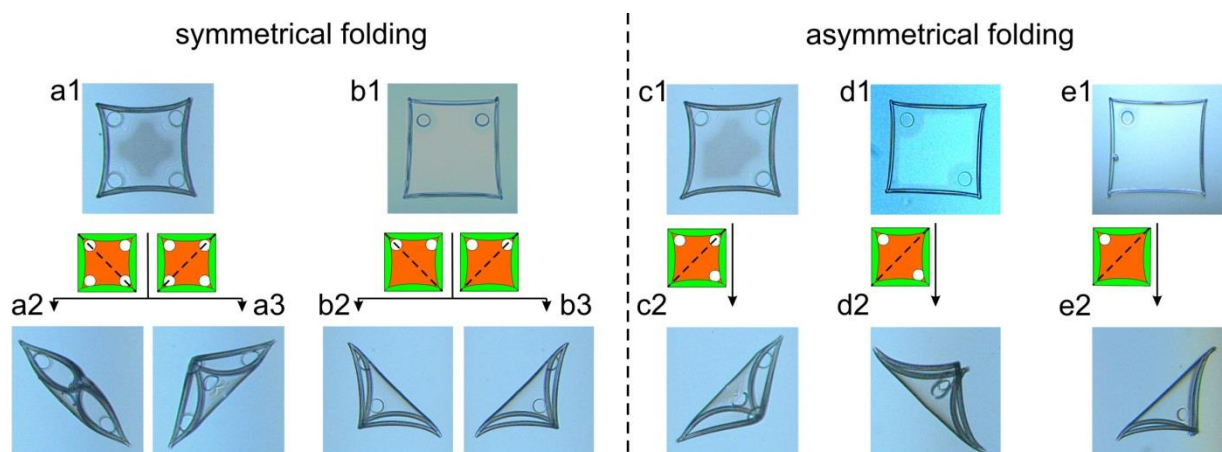 symmetrical folding
asymmetrical folding
a1
b1
c1
d1
e1
a2
a3
b2
b3
c2
d2
e2